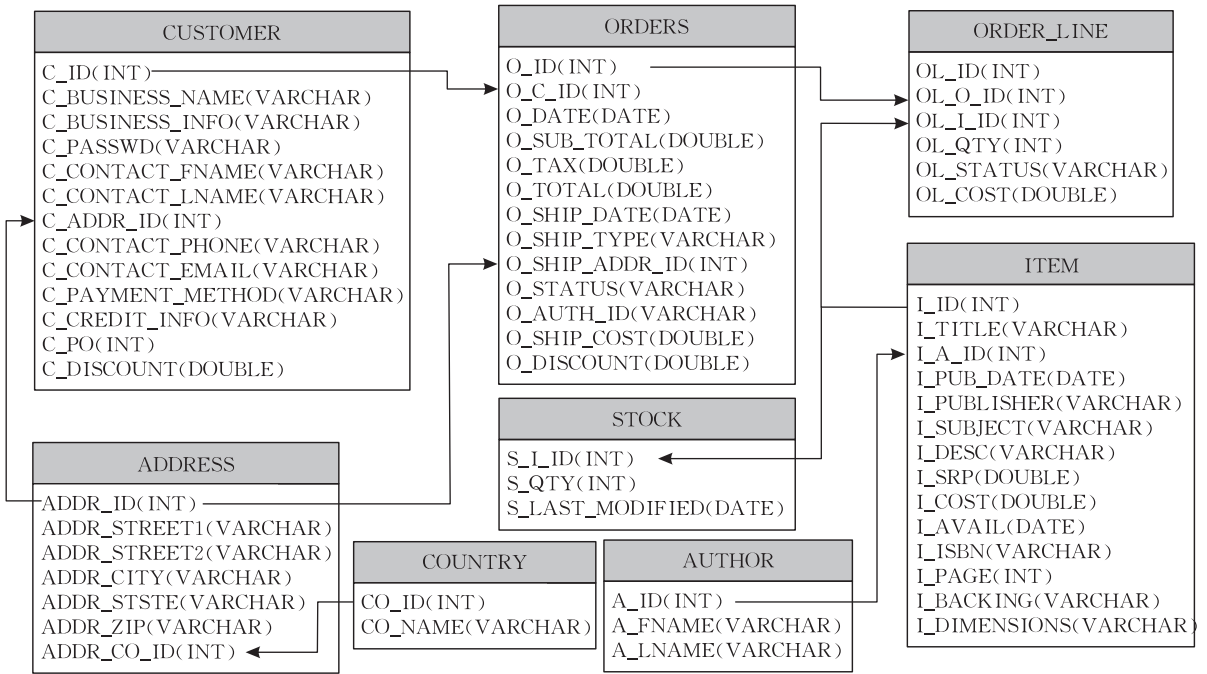 CUSTOMER
C_ID(INT)
C_BUSINESS_NAME(VARCHAR)
C_BUSINESS_INFO(VARCHAR)
C_PASSWD(VARCHAR)
C_CONTACT_FNAME(VARCHAR)
C_CONTACT_LNAME(VARCHAR)
C_ADDR_ID(INT)
C_CONTACT_PHONE(VARCHAR)
C_CONTACT_EMAIL(VARCHAR)
C_PAYMENT_METHOD(VARCHAR)
C_CREDIT_INFO(VARCHAR)
C_PO(INT)
C_DISCOUNT(DOUBLE)
ORDERS
O_ID(INT)
O_C_ID(INT)
O_DATE(DATE)
O_SUB_TOTAL(DOUBLE)
O_TAX(DOUBLE)
O_TOTAL(DOUBLE)
O_SHIP_DATE(DATE)
O_SHIP_TYPE(VARCHAR)
O_SHIP_ADDR_ID(INT)
O_STATUS(VARCHAR)
O_AUTH_ID(VARCHAR)
O_SHIP_COST(DOUBLE)
O_DISCOUNT(DOUBLE)
ORDER_LINE
OL_ID(INT)
OL_O_ID(INT)
OL_I_ID(INT)
OL_QTY(INT)
OL_STATUS(VARCHAR)
OL_COST(DOUBLE)
ITEM
I_ID(INT)
I_TITLE(VARCHAR)
I_A_ID(INT)
I_PUB_DATE(DATE)
I_PUBLISHER(VARCHAR)
I_SUBJECT(VARCHAR)
I_DESC(VARCHAR)
I_SRP(DOUBLE)
I_COST(DOUBLE)
I_AVAIL(DATE)
I_ISBN(VARCHAR)
I_PAGE(INT)
I_BACKING(VARCHAR)
I_DIMENSIONS(VARCHAR)
STOCK
S_I_ID(INT)
S_QTY(INT)
S_LAST_MODIFIED(DATE)
ADDRESS
ADDR_ID(INT)
ADDR_STREET1(VARCHAR)
ADDR_STREET2(VARCHAR)
ADDR_CITY(VARCHAR)
ADDR_STSTE(VARCHAR)
ADDR_ZIP(VARCHAR)
ADDR_CO_ID(INT)
COUNTRY
CO_ID(INT)
CO_NAME(VARCHAR)
AUTHOR
A_ID(INT)
A_FNAME(VARCHAR)
A_LNAME(VARCHAR)